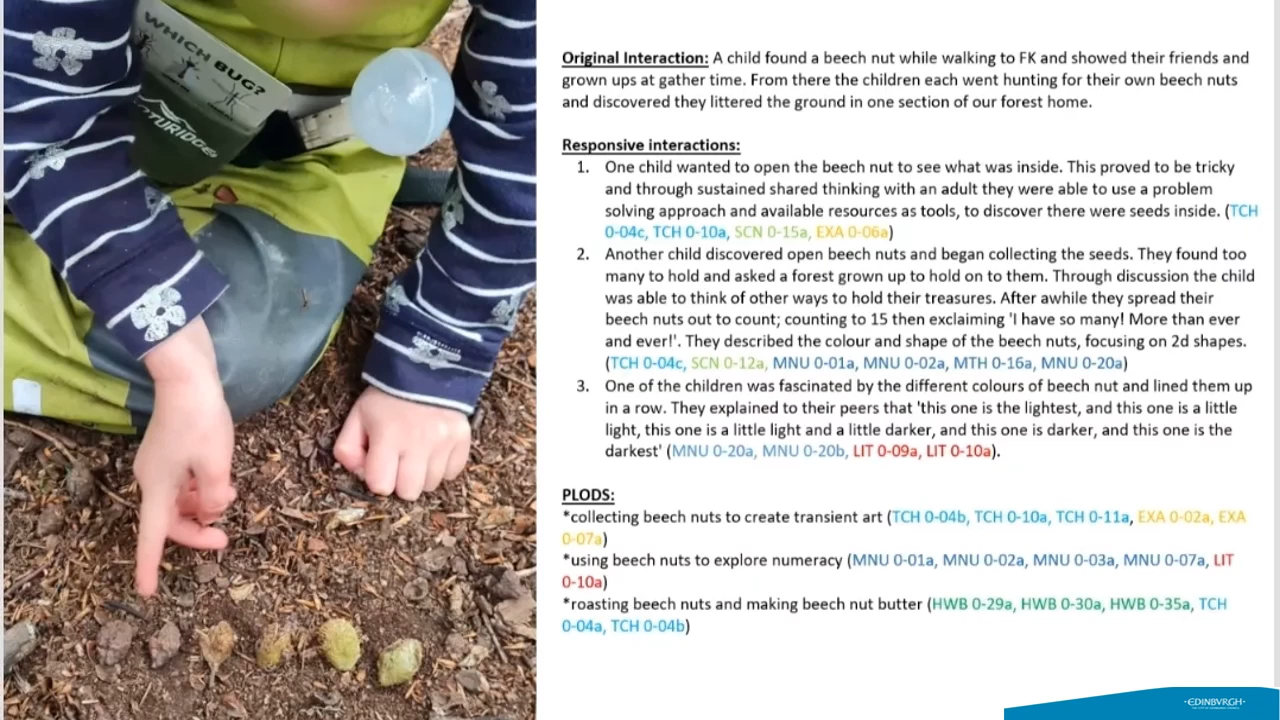 WHICH BUG?
Original Interaction: A child found a beech nut while walking to FK and showed their friends and
grown ups at gather time. From there the children each went hunting for their own beech nuts
and discovered they littered the ground in one section of our forest home.
Responsive interactions:
1. One child wanted to open the beech nut to see what was inside. This proved to be tricky
and through sustained shared thinking with an adult they were able to use a problem
solving approach and available resources as tools, to discover there were seeds inside. (TCH
0-04c, TCH 0-10a, SCN 0-15a, EXA 0-06a)
2. Another child discovered open beech nuts and began collecting the seeds. They found too
many to hold and asked a forest grown up to hold on to them. Through discussion the child
was able to think of other ways to hold their treasures. After awhile they spread their
beech nuts out to count; counting to 15 then exclaiming 'I have so many! More than ever
and ever!'. They described the colour and shape of the beech nuts, focusing on 2d shapes.
(TCH 0-04c, SCN 0-12a, MNU 0-01a, MNU 0-02a, MTH 0-16a, MNU 0-20a)
3. One of the children was fascinated by the different colours of beech nut and lined them up
in a row. They explained to their peers that 'this one is the lightest, and this one is a little
light, this one is a little light and a little darker, and this one is darker, and this one is the
darkest' (MNU 0-20a, MNU 0-20b, LIT 0-09a, LIT 0-10a).
PLODS:
*collecting beech nuts to create transient art (TCH 0-04b, TCH 0-10a, TCH 0-11a, EXA 0-02a, EXA
0-07a)
*using beech nuts to explore numeracy (MNU 0-01a, MNU 0-02a, MNU 0-03a, MNU 0-07a, LIT
0-10a)
*roasting beech nuts and making beech nut butter (HWB 0-29a, HWB 0-30a, HWB 0-35a, TCH
0-04a, TCH 0-04b)
·EDINBVRGH·